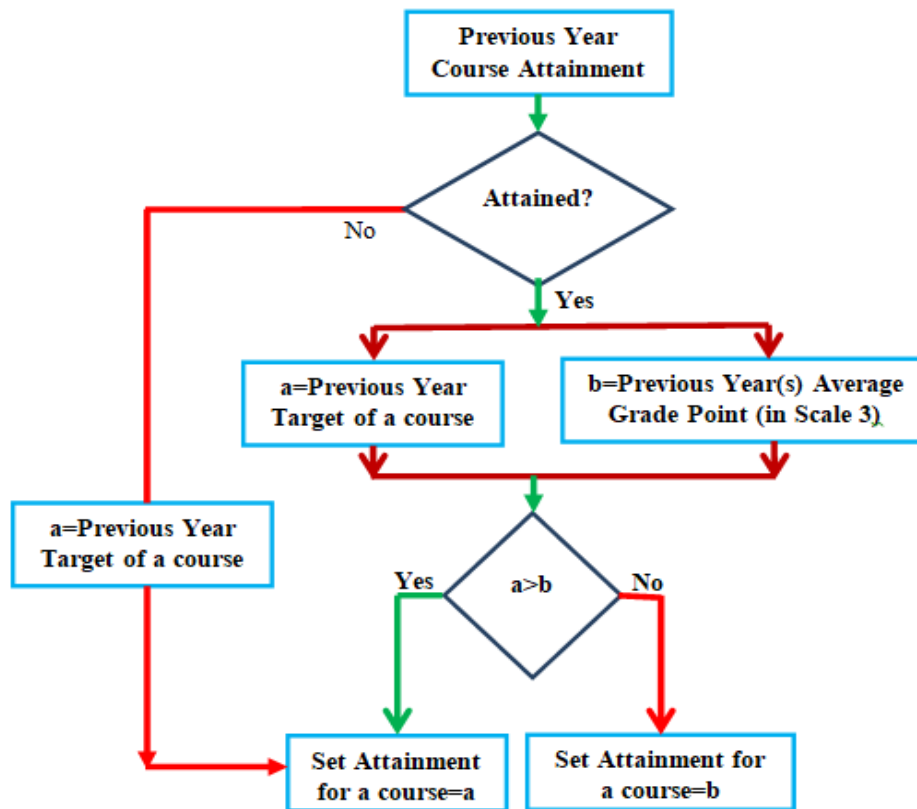 Previous Year
Course Attainment
Attained?
No
Yes
a=Previous Year
Target of a course
b=Previous Year(s) Average
Grade Point (in Scale 3)
a=Previous Year
Target of a course
Yes
a>b
No
Set Attainment
for a course=a
Set Attainment for
a course=b